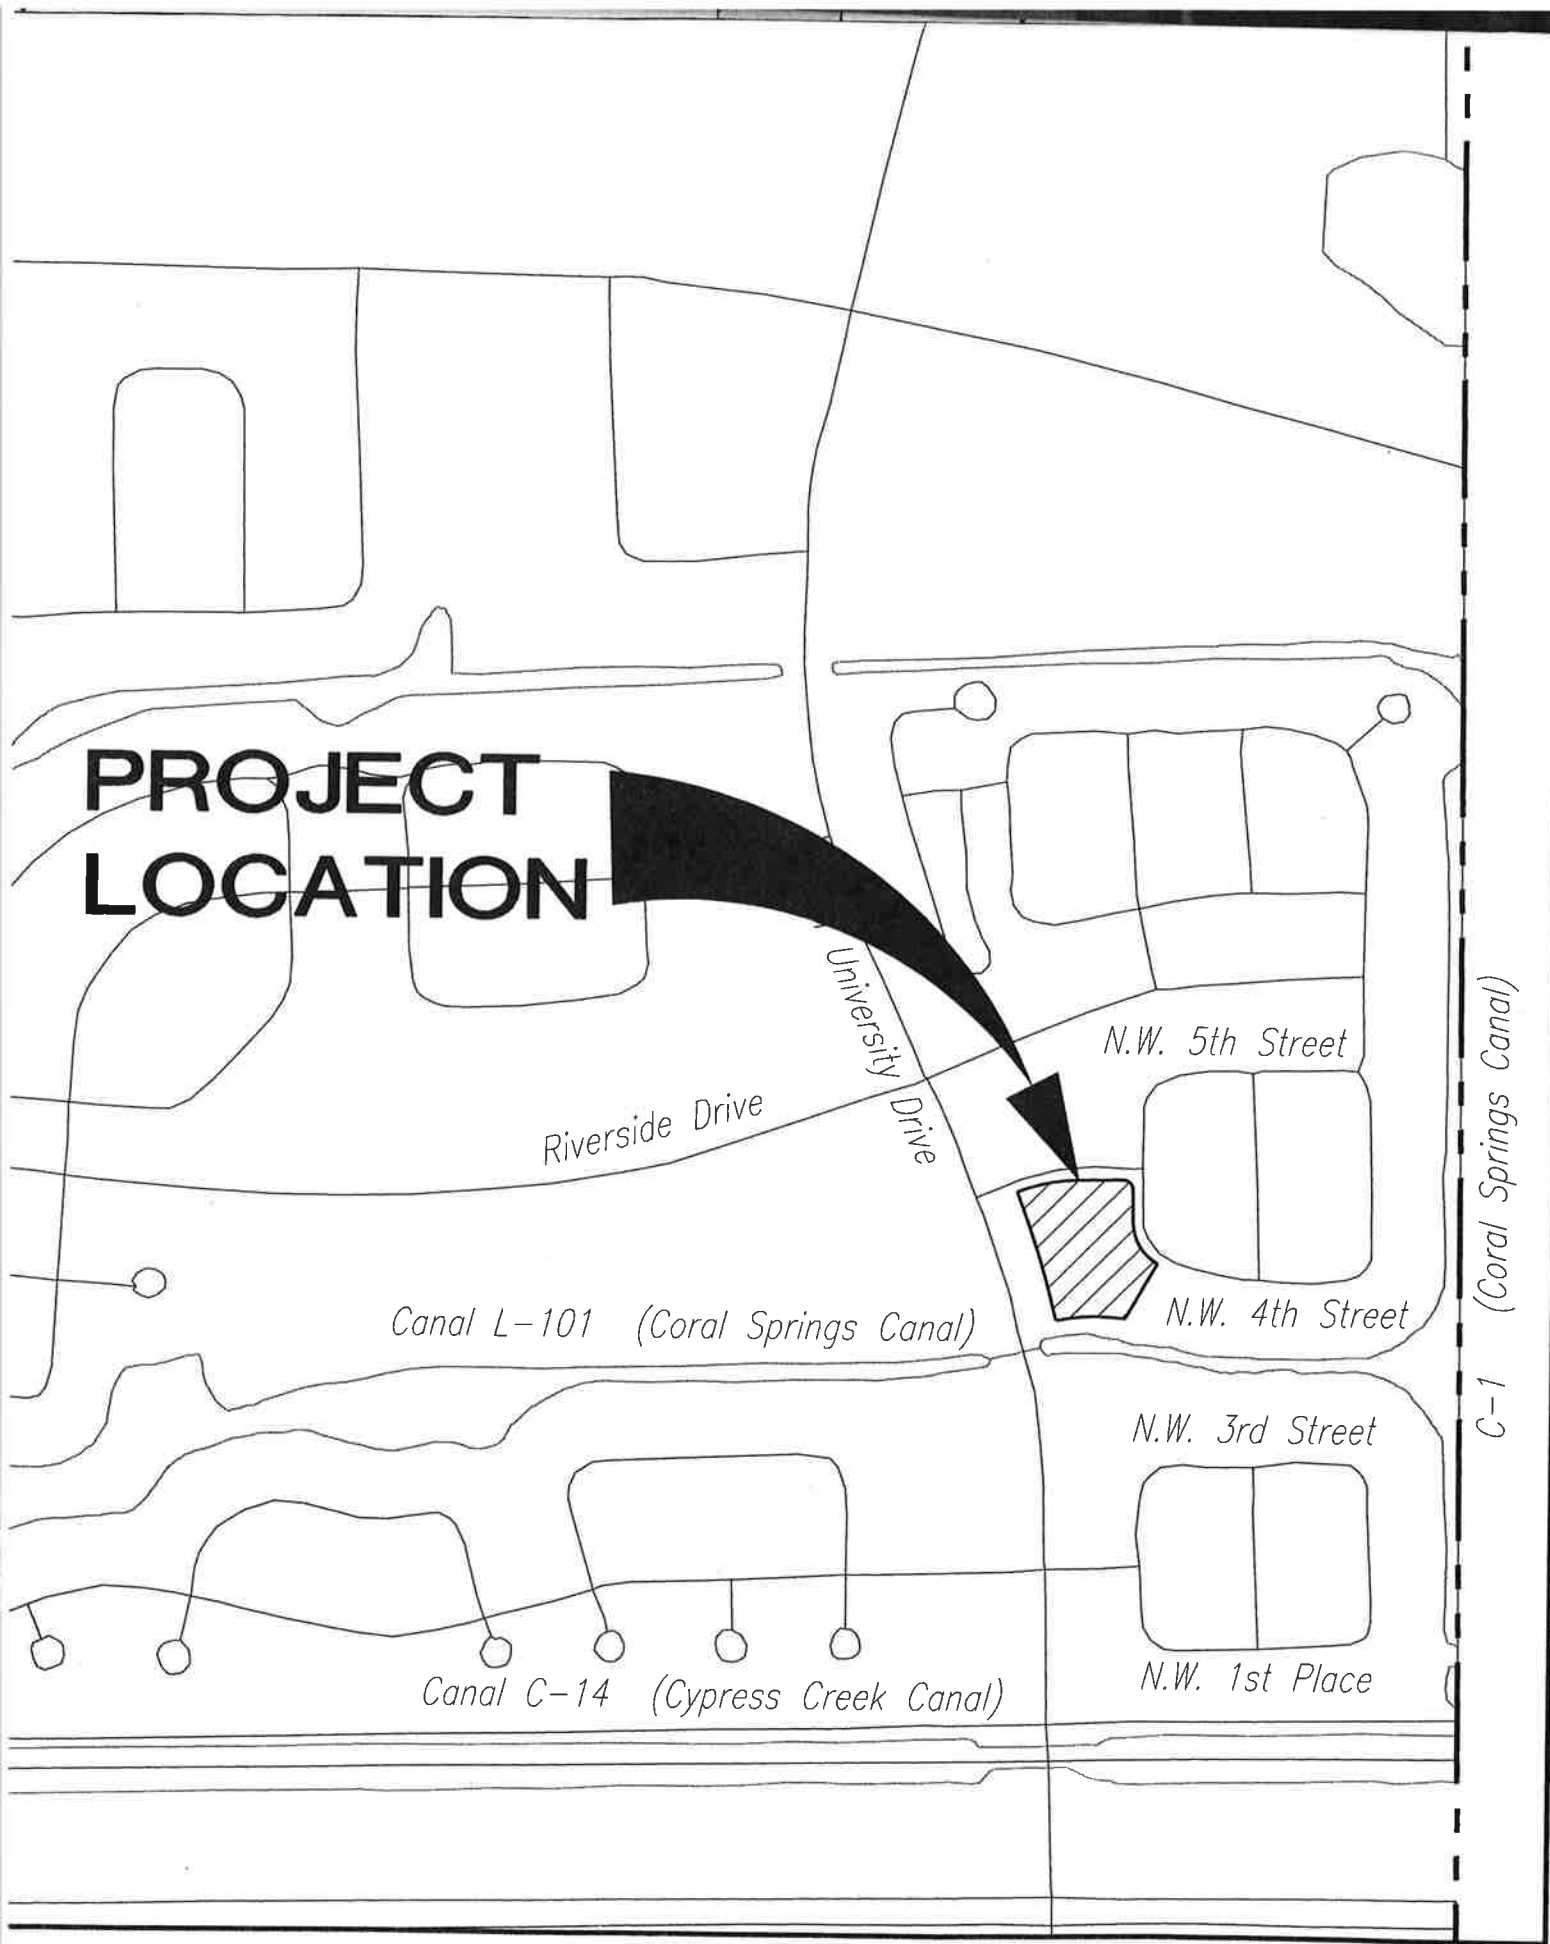 PROJECT
LOCATION
University Drive
N.W. 5th Street
Riverside Drive
C-1 (Coral Springs Canal)
N.W. 4th Street
Canal L-101 (Coral Springs Canal)
N.W. 3rd Street
N.W. 1st Place
Canal C-14 (Cypress Creek Canal)